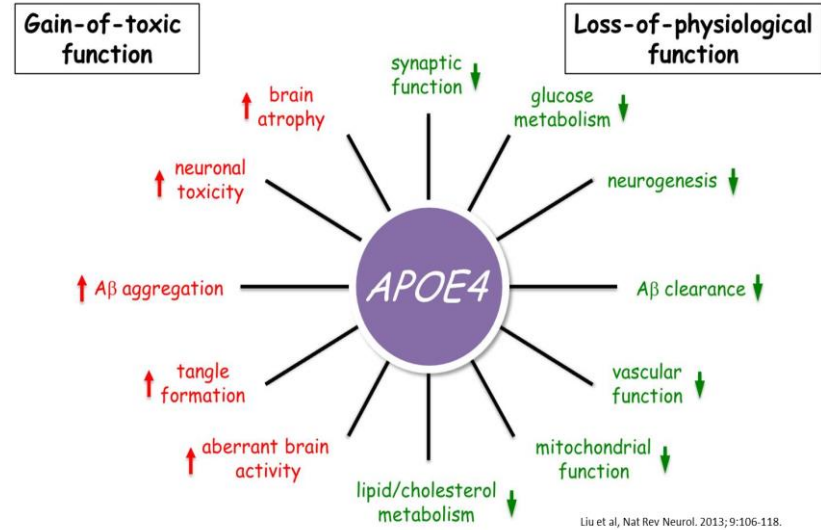 Gain-of-toxic
function
Loss-of-physiological
function
synaptic
function
glucose
metabolism
neurogenesis
Aβ clearance
vascular
function
mitochondrial
function
lipid/cholesterol
metabolism
aberrant brain
activity
tangle
formation
Aβ aggregation
neuronal
toxicity
brain
atrophy
APOE4
Liu et al, Nat Rev Neurol. 2013; 9:106-118.